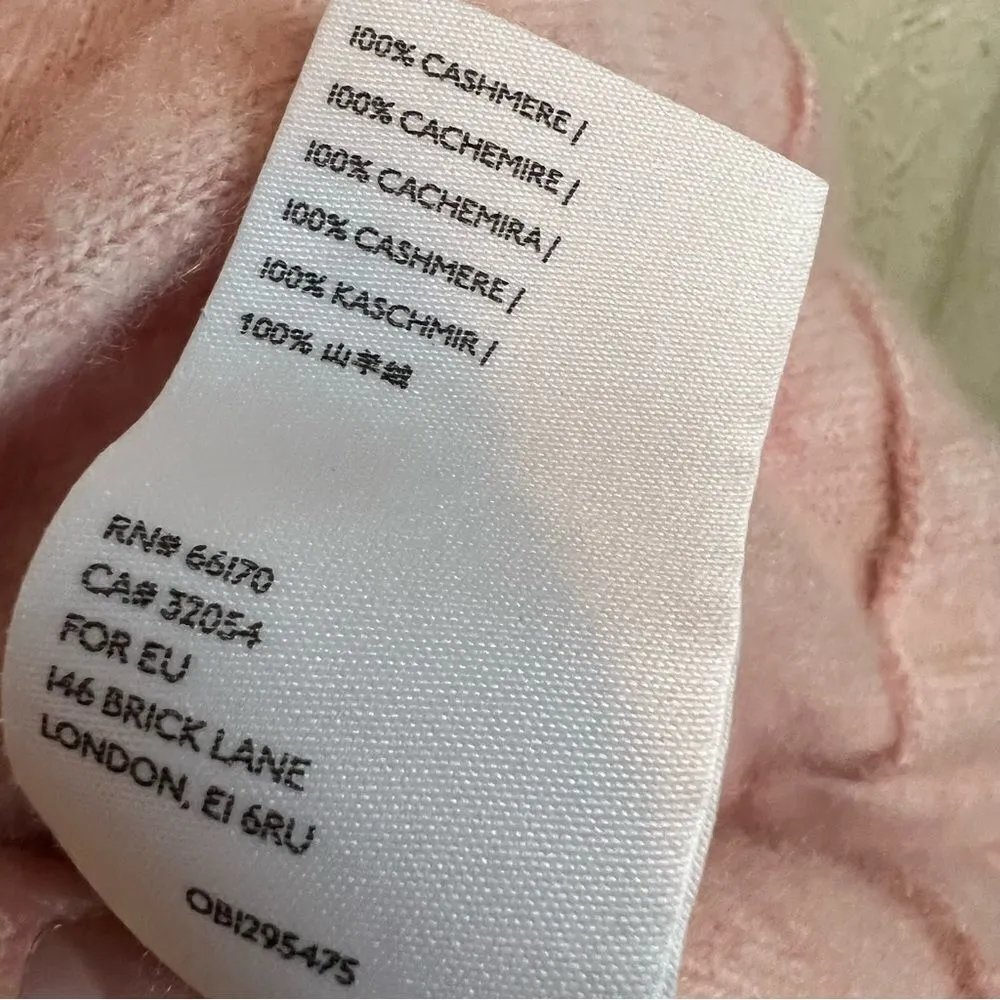 100% CASHMERE /
100% CACHEMIRE /
100% CACHEMIRA /
100% CASHMERE /
100% KASCHMIR /
100% 山羊绒
RN# 66170
CA# 32054
FOR EU
146 BRICK LANE
LONDON, E1 6RU
OB1295475